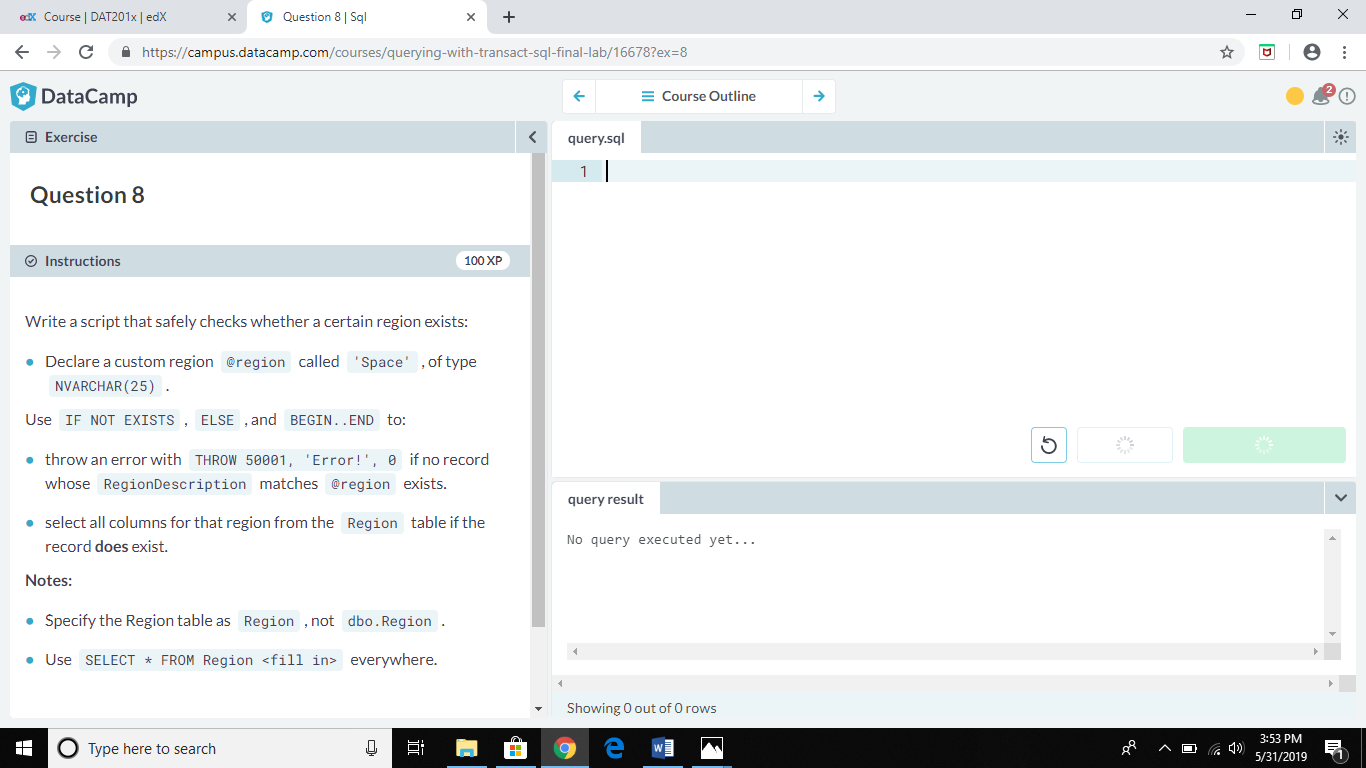 edX Course | DAT201x | edX
Question 8 | Sql
https://campus.datacamp.com/courses/querying-with-transact-sql-final-lab/16678?ex=8
DataCamp
Course Outline
2
Exercise
query.sql
1
Question 8
Instructions
100 XP
Write a script that safely checks whether a certain region exists:
Declare a custom region @region called 'Space' , of type
NVARCHAR(25) .
Use IF NOT EXISTS , ELSE , and BEGIN..END to:
throw an error with THROW 50001, 'Error!', 0 if no record
whose RegionDescription matches @region exists.
select all columns for that region from the Region table if the
record does exist.
Notes:
Specify the Region table as Region , not dbo.Region .
Use SELECT * FROM Region <fill in> everywhere.
query result
No query executed yet...
Showing 0 out of 0 rows
Type here to search
3:53 PM
5/31/2019
1